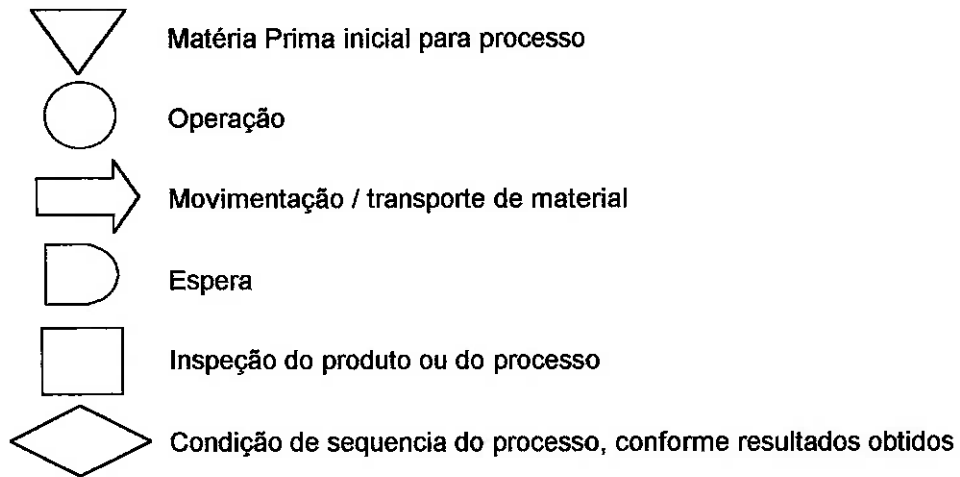 Matéria Prima inicial para processo
Operação
Movimentação / transporte de material
Espera
Inspeção do produto ou do processo
Condição de sequencia do processo, conforme resultados obtidos